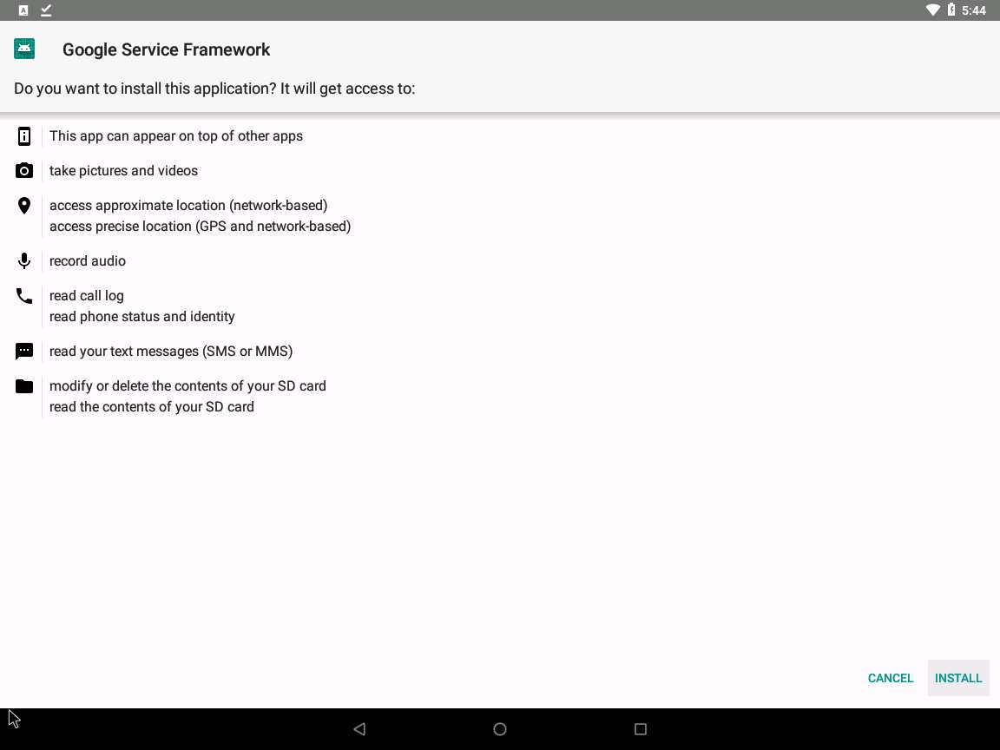 5:44
Google Service Framework
Do you want to install this application? It will get access to:
This app can appear on top of other apps
take pictures and videos
access approximate location (network-based)
access precise location (GPS and network-based)
record audio
read call log
read phone status and identity
read your text messages (SMS or MMS)
modify or delete the contents of your SD card
read the contents of your SD card
CANCEL INSTALL